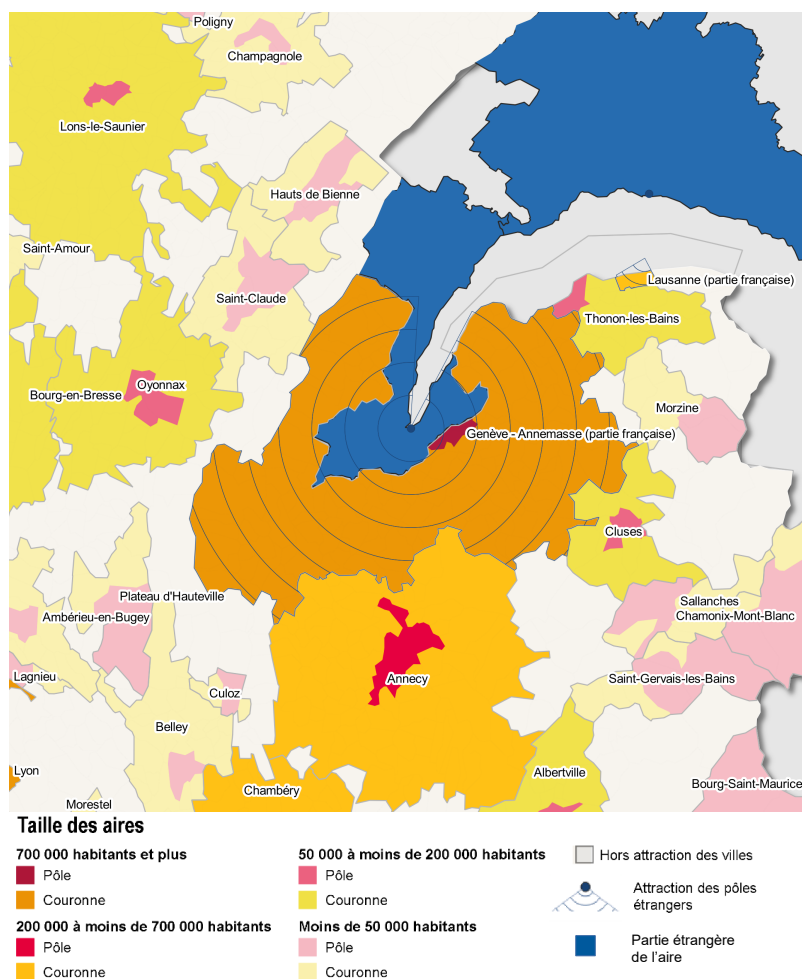 Poligny
Champagnole
Lons-le-Saunier
Hauts de Bienne
Saint-Amour
Lausanne (partie française)
Saint-Claude
Thonon-les-Bains
Oyonnax
Bourg-en-Bresse
Morzine
Genève - Annemasse (partie française)
Cluses
Plateau d'Hauteville
Sallanches
Ambérieu-en-Bugey
Chamonix-Mont-Blanc
Lagnieu
Annecy
Saint-Gervais-les-Bains
Culoz
Belley
Lyon
Albertville
Bourg-Saint-Maurice
Chambéry
Morestel
Taille des aires
700 000 habitants et plus
Pôle
Couronne
200 000 à moins de 700 000 habitants
Pôle
Couronne
50 000 à moins de 200 000 habitants
Pôle
Couronne
Moins de 50 000 habitants
Pôle
Couronne
Hors attraction des villes
Attraction des pôles
étrangers
Partie étrangère
de l'aire